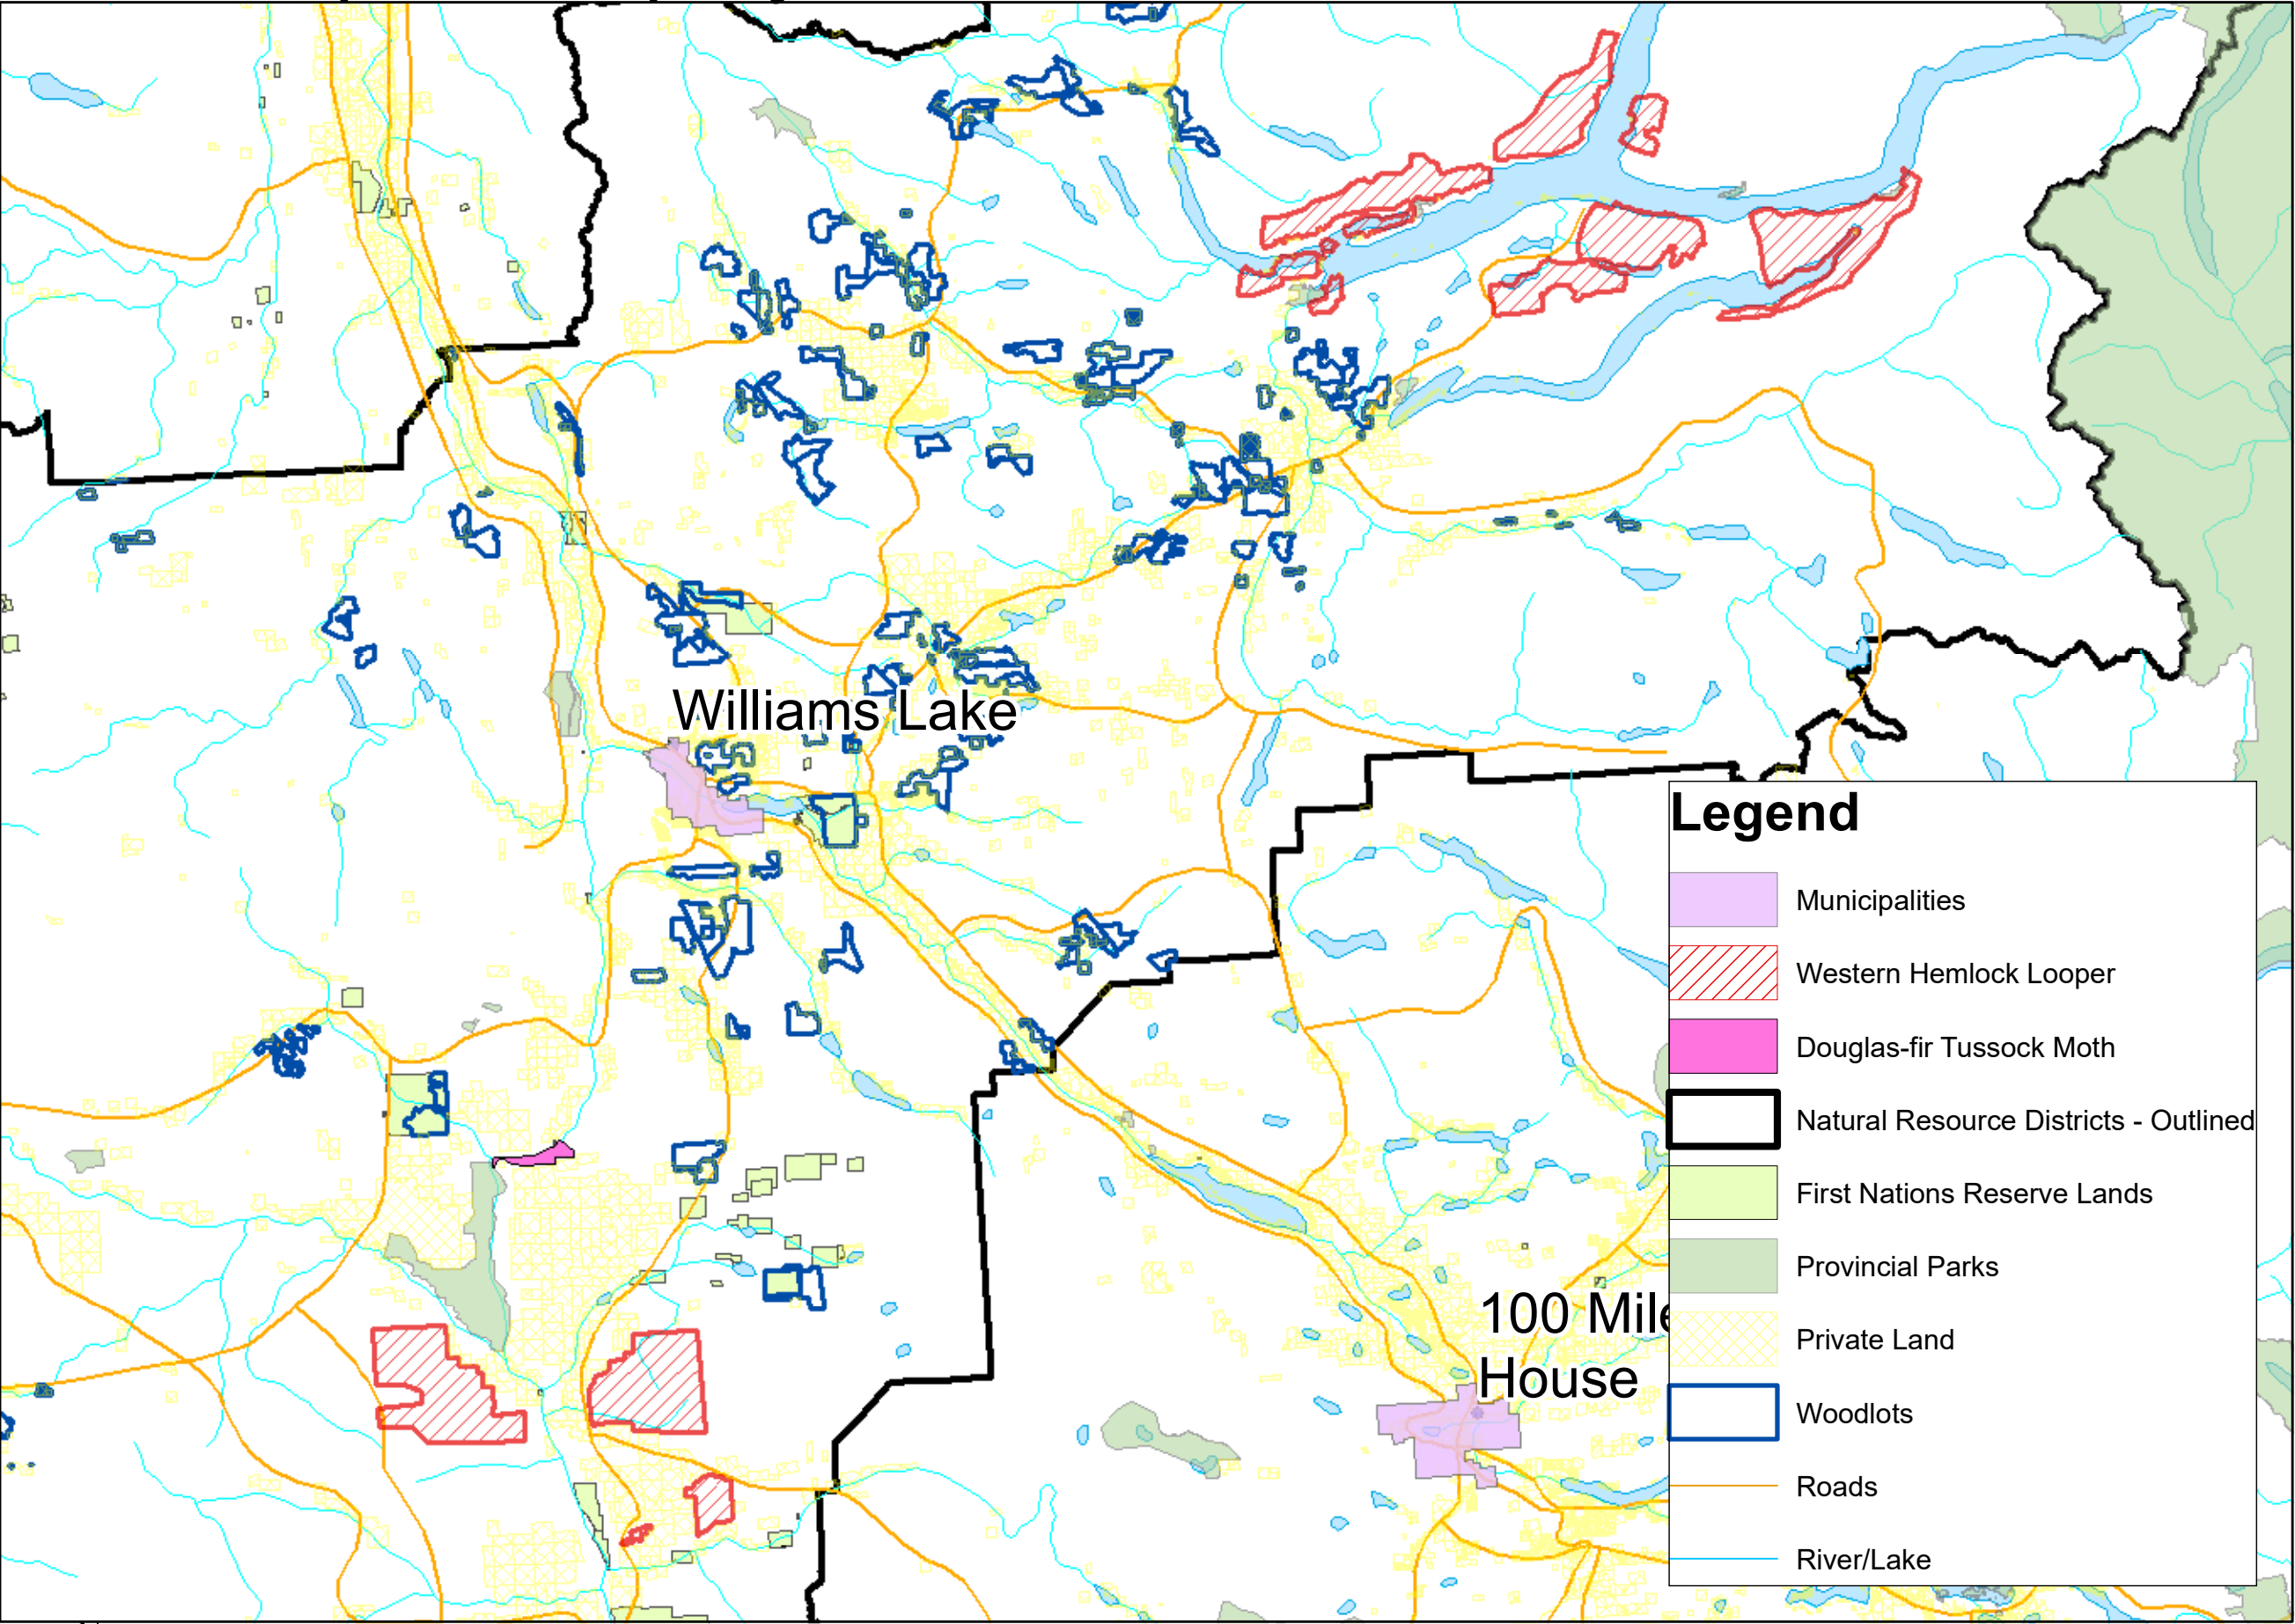 Williams Lake
Legend
Municipalities
Western Hemlock Looper
Douglas-fir Tussock Moth
Natural Resource Districts - Outlined
First Nations Reserve Lands
Provincial Parks
Private Land
Woodlots
Roads
River/Lake
100 Mile
House